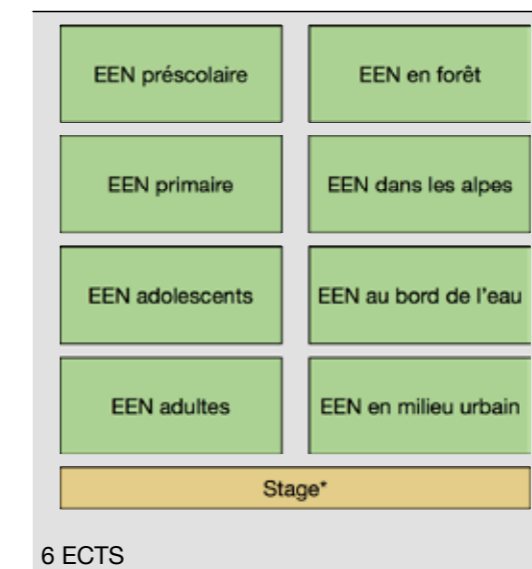 EEN préscolaire
EEN en forêt
EEN primaire
EEN dans les alpes
EEN adolescents
EEN au bord de l'eau
EEN adultes
EEN en milieu urbain
Stage*
6 ECTS